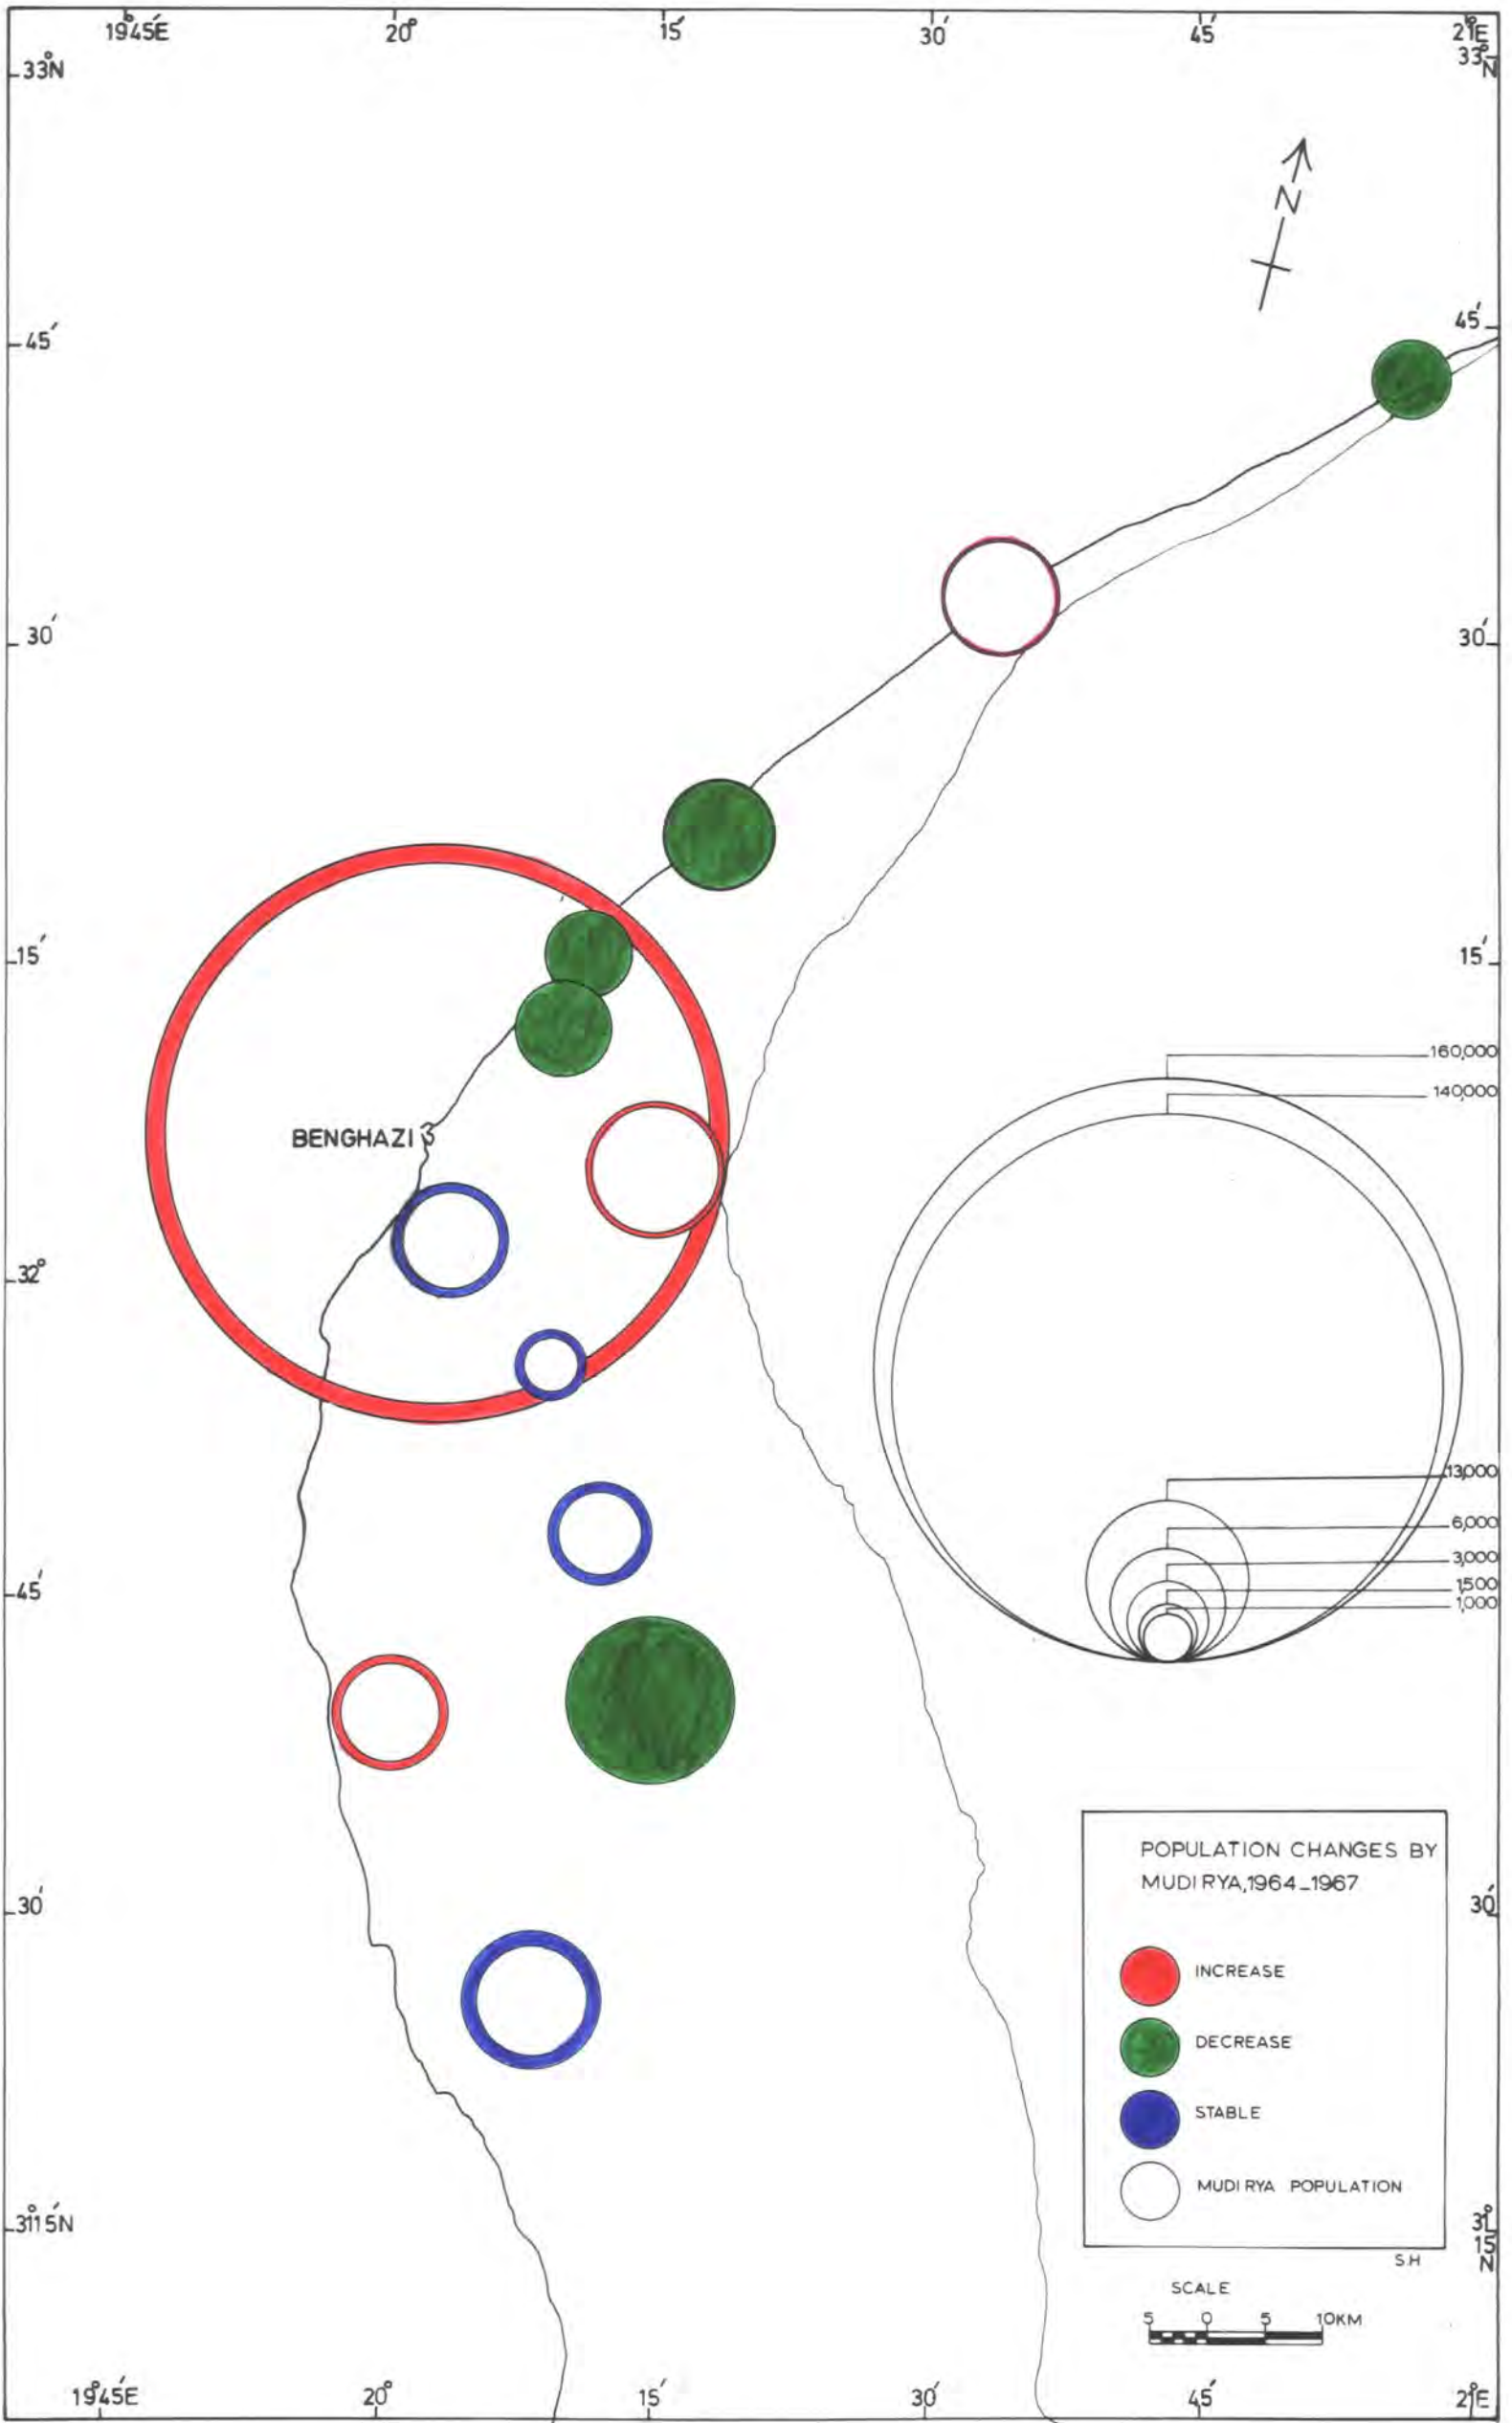 19°45'E 20° 15' 30' 45' 21°E
33°N 33°N
N
45' 45'
30' 30'
15' 15'
160,000
140,000
BENGHAZI
32°
13,000
6,000
3,000
1,500
1,000
45'
POPULATION CHANGES BY
MUDIRYA,1964_1967
30' 30'
INCREASE
DECREASE
STABLE
MUDIRYA POPULATION
31°15'N 31°15'N
S.H
SCALE
5 0 5 10KM
19°45'E 20° 15' 30' 45' 21°E